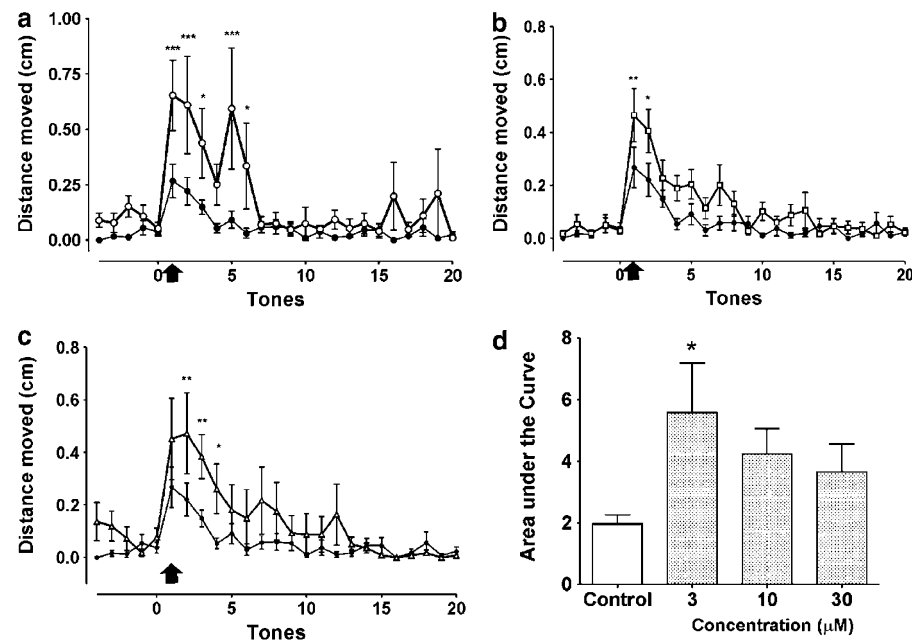 a
1.00
0.75
0.50
0.25
0.00
Distance moved (cm)
*** *** * *** *
0 5 10 15 20
Tones
b
0.8
0.6
0.4
0.2
0.0
Distance moved (cm)
** *
0 5 10 15 20
Tones
c
0.8
0.6
0.4
0.2
0.0
Distance moved (cm)
** ** *
0 5 10 15 20
Tones
d
8
6
4
2
0
Area under the Curve
*
Control 3 10 30
Concentration (μM)